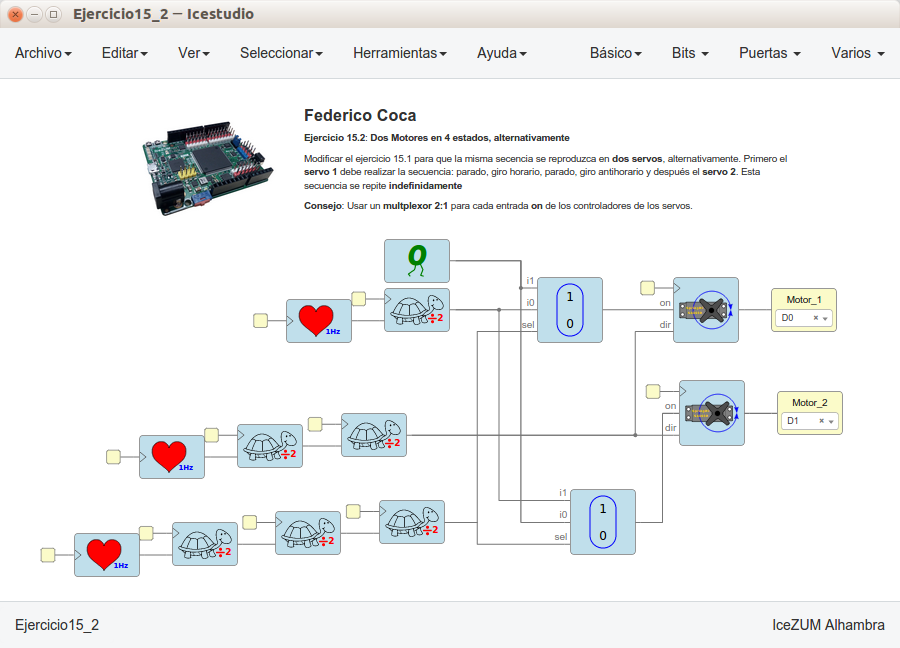 Ejercicio15_2 — Icestudio
Archivo Editar Ver Seleccionar Herramientas Ayuda Básico Bits Puertas Varios
Federico Coca
Ejercicio 15.2: Dos Motores en 4 estados, alternativamente
Modificar el ejercicio 15.1 para que la misma secencia se reproduzca en dos servos, alternativamente. Primero el
servo 1 debe realizar la secuencia: parado, giro horario, parado, giro antihorario y después el servo 2. Esta
secuencia se repite indefinidamente
Consejo: Usar un multplexor 2:1 para cada entrada on de los controladores de los servos.
0
i1
i0
sel
1
0
on
dir
Motor_1
D0
1Hz
÷2
on
dir
Motor_2
D1
1Hz
÷2
÷2
i1
i0
sel
1
0
1Hz
÷2
÷2
÷2
Ejercicio15_2
IceZUM Alhambra